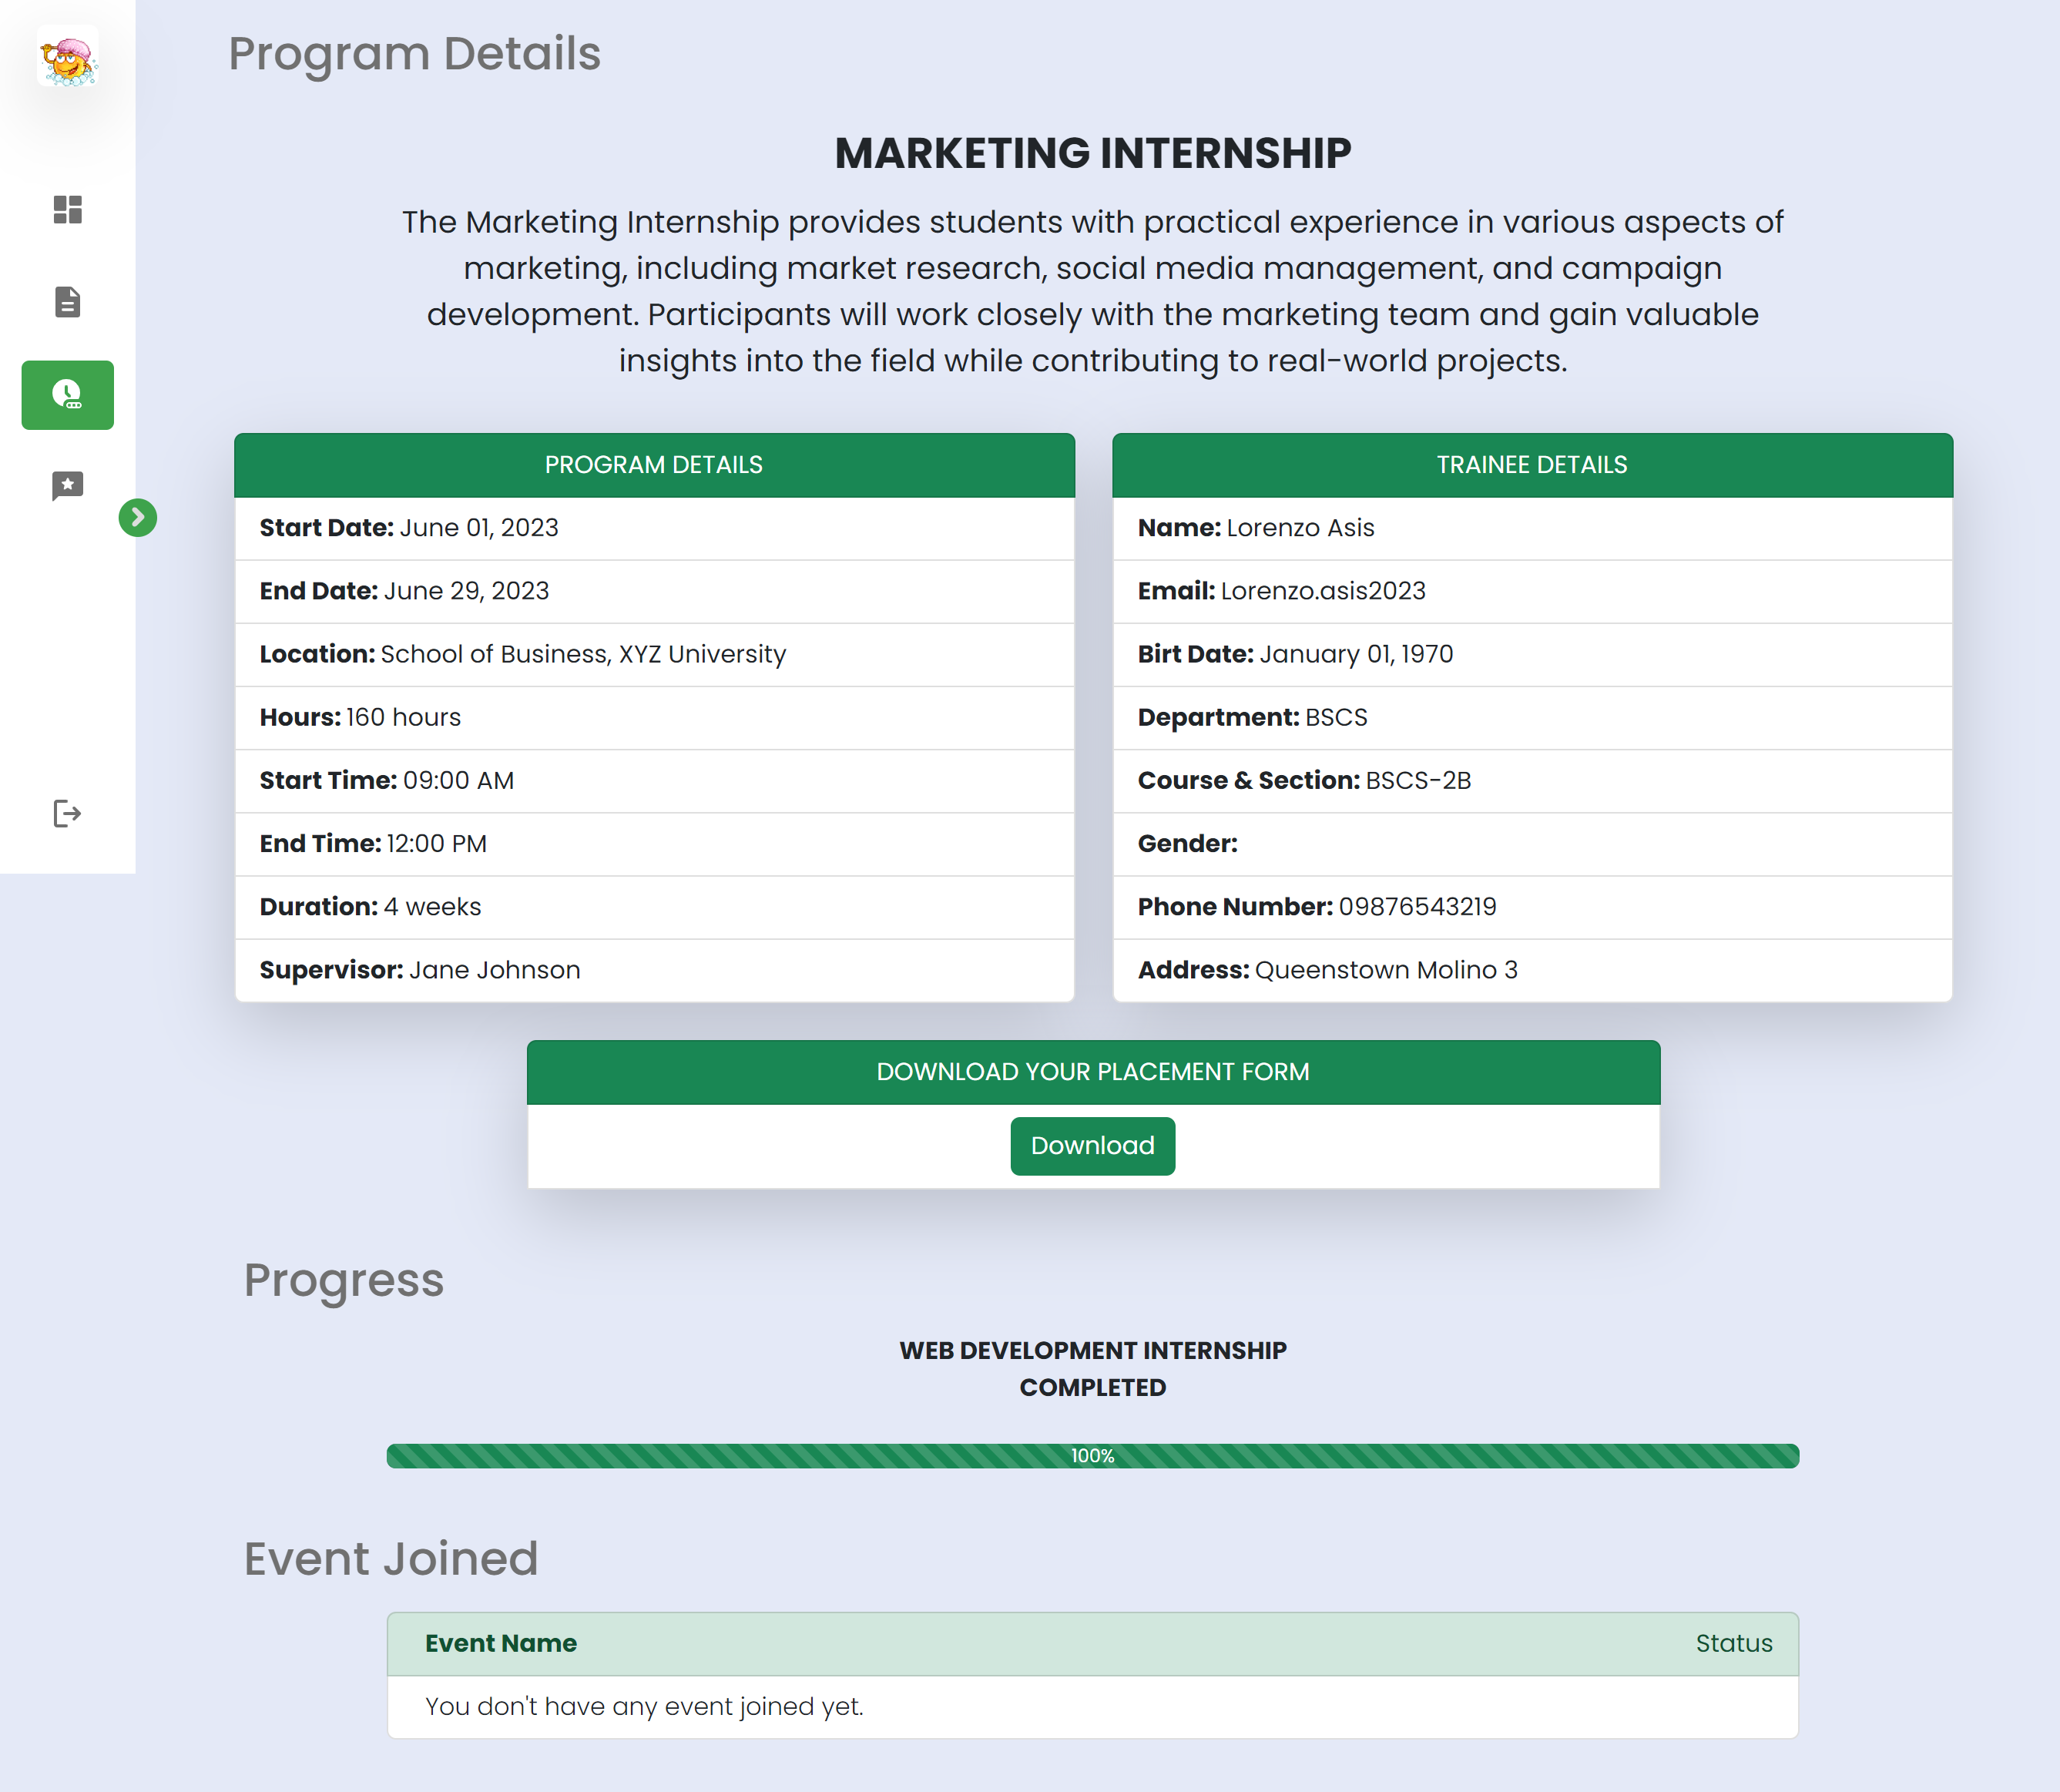 Program Details
MARKETING INTERNSHIP
The Marketing Internship provides students with practical experience in various aspects of
marketing, including market research, social media management, and campaign
development. Participants will work closely with the marketing team and gain valuable
insights into the field while contributing to real-world projects.
PROGRAM DETAILS
Start Date: June 01, 2023
End Date: June 29, 2023
Location: School of Business, XYZ University
Hours: 160 hours
Start Time: 09:00 AM
End Time: 12:00 PM
Duration: 4 weeks
Supervisor: Jane Johnson
TRAINEE DETAILS
Name: Lorenzo Asis
Email: Lorenzo.asis2023
Birt Date: January 01, 1970
Department: BSCS
Course & Section: BSCS-2B
Gender:
Phone Number: 09876543219
Address: Queenstown Molino 3
DOWNLOAD YOUR PLACEMENT FORM
Download
Progress
WEB DEVELOPMENT INTERNSHIP
COMPLETED
100%
Event Joined
Event Name Status
You don't have any event joined yet.